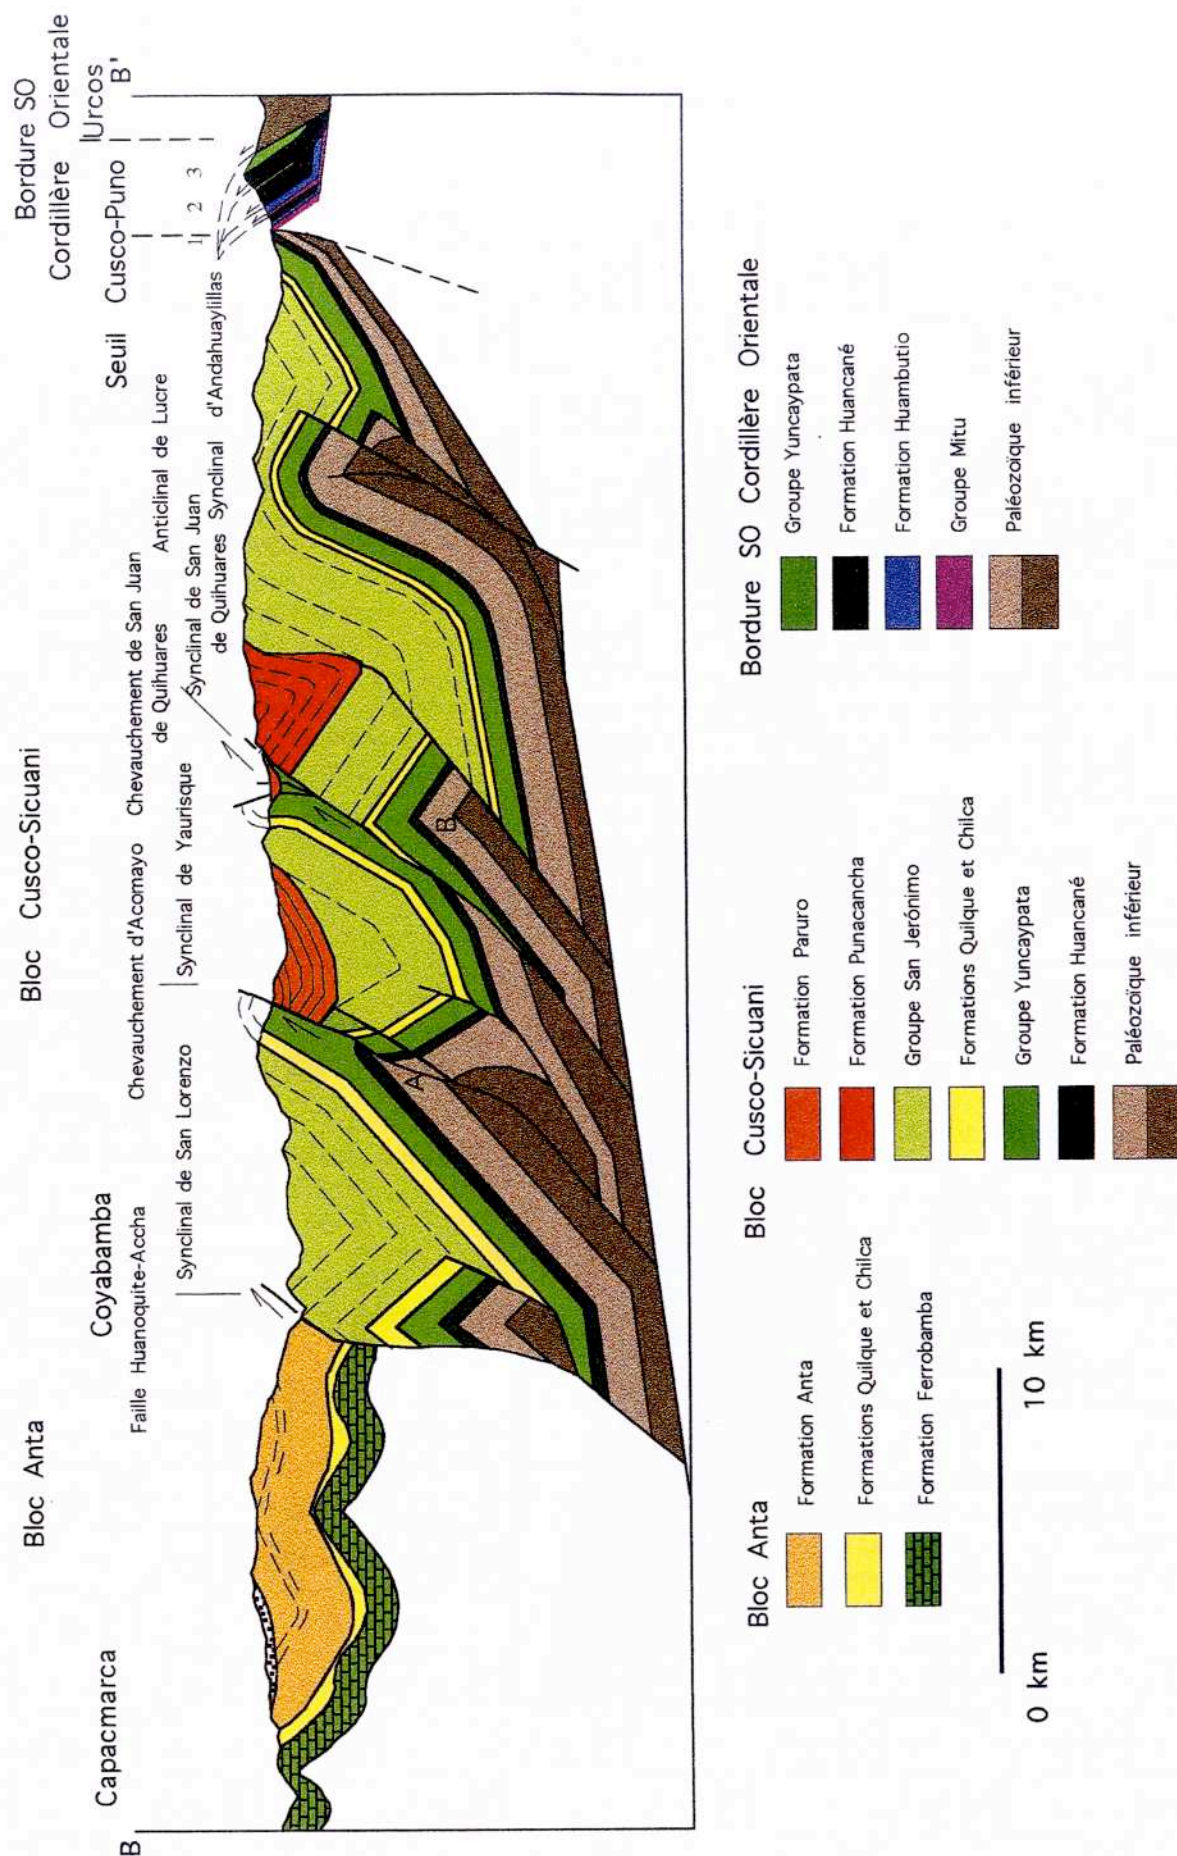 Bloc Anta
Bloc Cusco-Sicuani
Bordure SO
Cordillère Orientale
Capacmarca
Coyabamba
Seuil Cusco-Puno
Urcos
B
B'
Faille Huanoquite-Accha
Chevauchement d'Acomayo
Chevauchement de San Juan
de Quihuares
Anticlinal de Lucre
Synclinal de San Lorenzo
Synclinal de Yaurisque
Synclinal de San Juan
de Quihuares
Synclinal d'Andahuaylillas
1
2
3
A
B
Bloc Anta
Formation Anta
Formations Quilque et Chilca
Formation Ferrobamba
Bloc Cusco-Sicuani
Formation Paruro
Formation Punacancha
Groupe San Jerónimo
Formations Quilque et Chilca
Groupe Yuncaypata
Formation Huancané
Paléozoïque inférieur
Bordure SO Cordillère Orientale
Groupe Yuncaypata
Formation Huancané
Formation Huambutio
Groupe Mitu
Paléozoïque inférieur
0 km
10 km